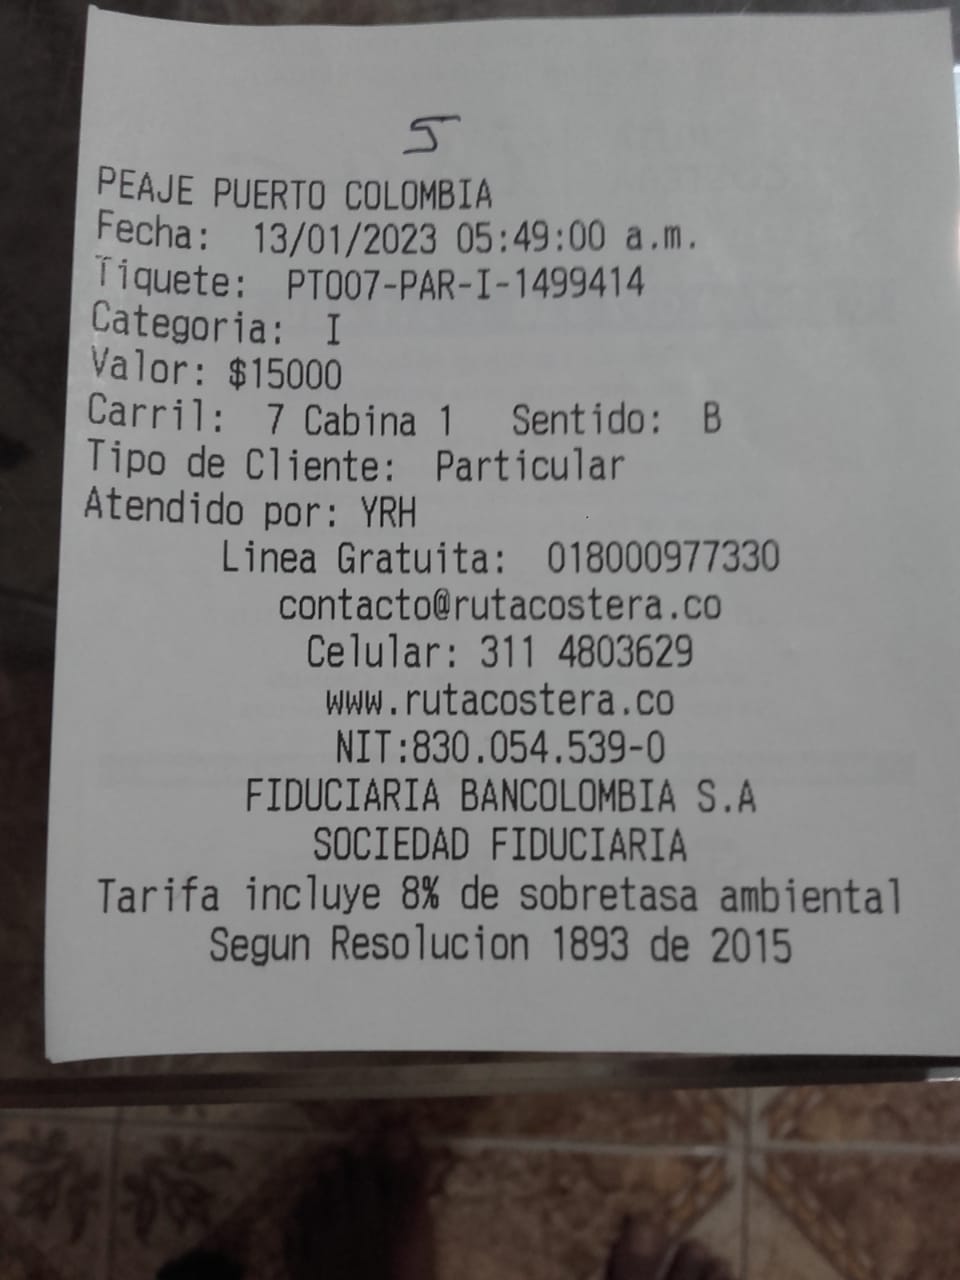 5
PEAJE PUERTO COLOMBIA
Fecha: 13/01/2023 05:49:00 a.m.
Tiquete: PT007-PAR-I-1499414
Categoria: I
Valor: $15000
Carril: 7 Cabina 1 Sentido: B
Tipo de Cliente: Particular
Atendido por: YRH
Linea Gratuita: 018000977330
contacto@rutacostera.co
Celular: 311 4803629
www.rutacostera.co
NIT:830.054.539-0
FIDUCIARIA BANCOLOMBIA S.A
SOCIEDAD FIDUCIARIA
Tarifa incluye 8% de sobretasa ambiental
Segun Resolucion 1893 de 2015